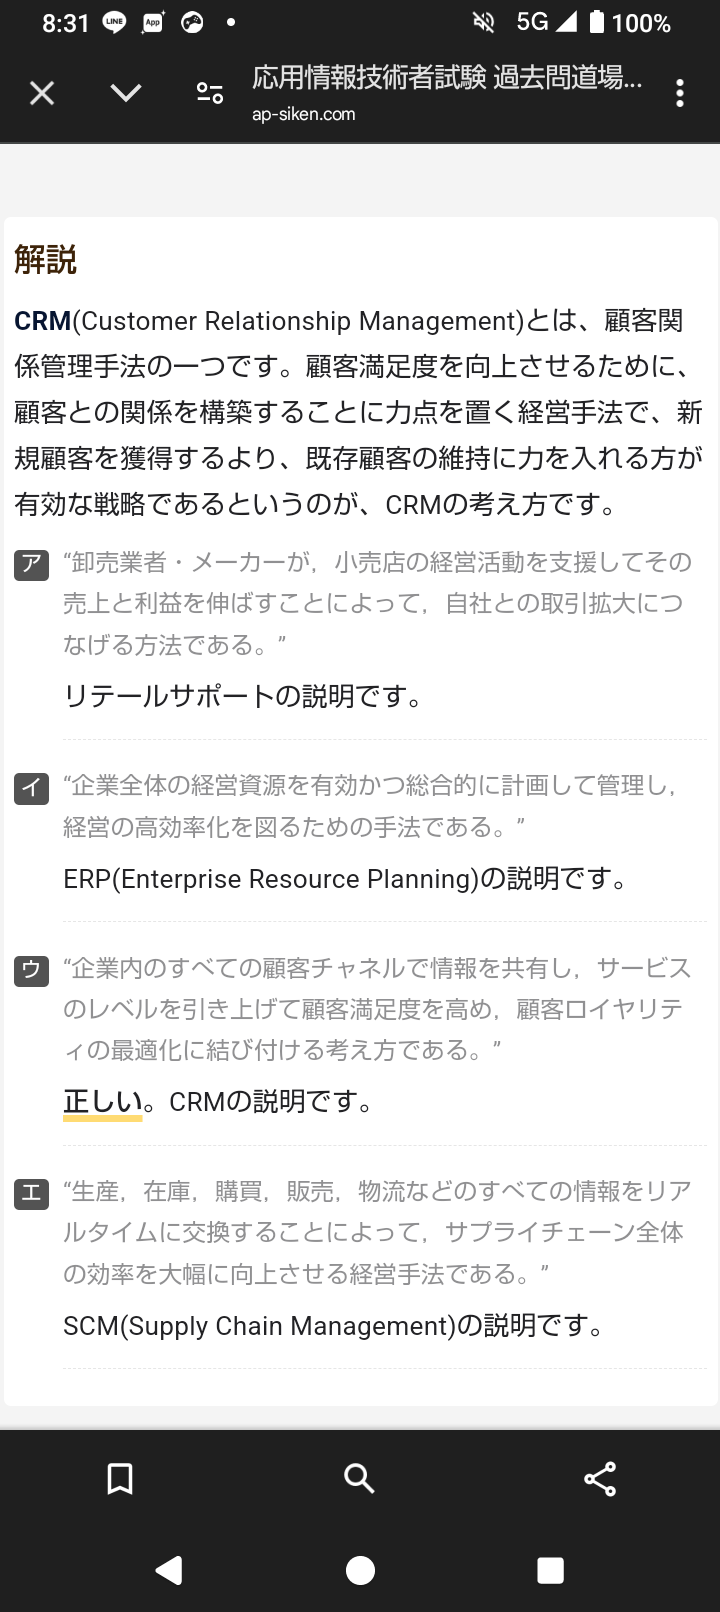 8:31 LINE App 5G 100%
応用情報技術者試験 過去問道場...
ap-siken.com
解説
CRM(Customer Relationship Management)とは、顧客関
係管理手法の一つです。顧客満足度を向上させるために、
顧客との関係を構築することに力点を置く経営手法で、新
規顧客を獲得するより、既存顧客の維持に力を入れる方が
有効な戦略であるというのが、CRMの考え方です。
ア “卸売業者・メーカーが，小売店の経営活動を支援してその
売上と利益を伸ばすことによって，自社との取引拡大につ
なげる方法である。”
リテールサポートの説明です。
イ “企業全体の経営資源を有効かつ総合的に計画して管理し，
経営の高効率化を図るための手法である。”
ERP(Enterprise Resource Planning)の説明です。
ウ “企業内のすべての顧客チャネルで情報を共有し，サービス
のレベルを引き上げて顧客満足度を高め，顧客ロイヤリテ
ィの最適化に結び付ける考え方である。”
正しい。CRMの説明です。
エ “生産，在庫，購買，販売，物流などのすべての情報をリア
ルタイムに交換することによって，サプライチェーン全体
の効率を大幅に向上させる経営手法である。”
SCM(Supply Chain Management)の説明です。